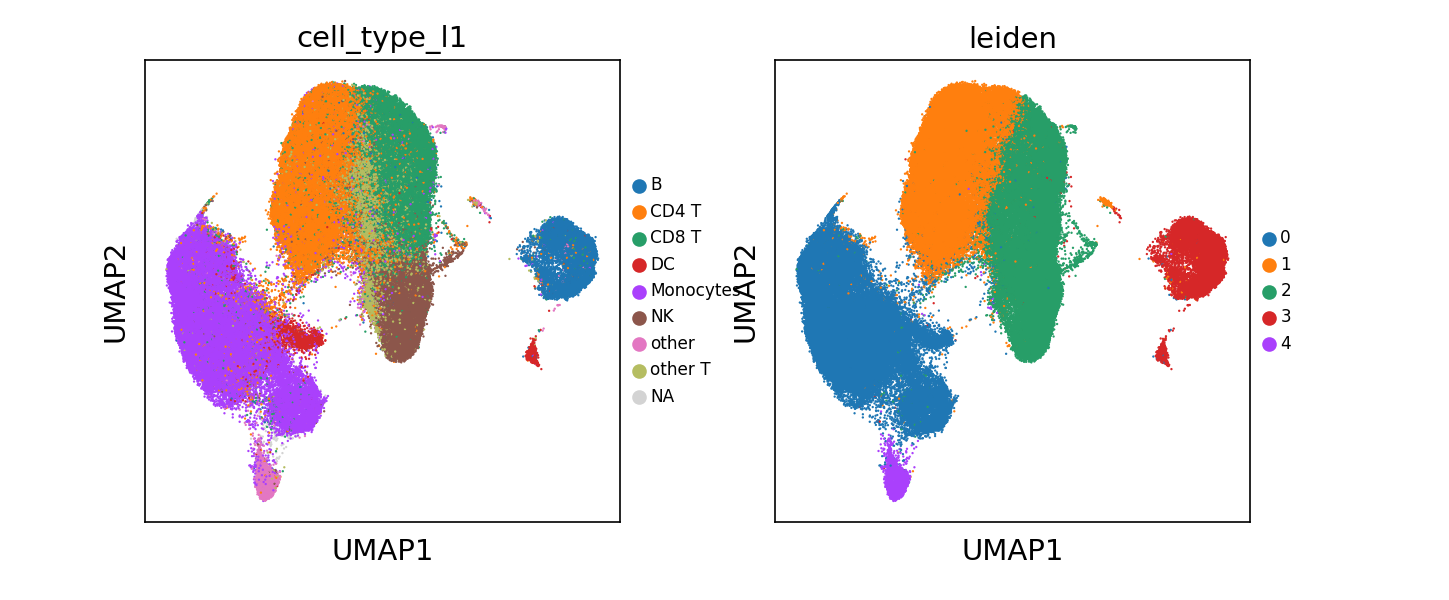 cell_type_l1
UMAP2
UMAP1
B
CD4 T
CD8 T
DC
Monocytes
NK
other
other T
NA
leiden
UMAP2
UMAP1
0
1
2
3
4